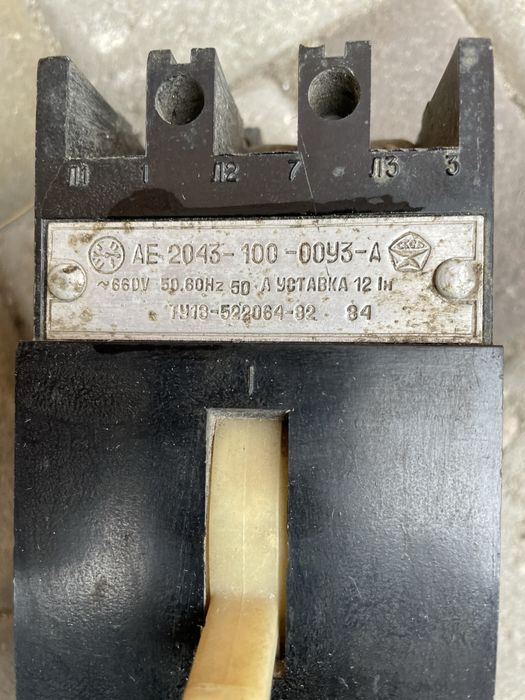 Л1 1 Л2 7 Л3 3
АЕ 2043-100-00У3-А
~660V 50.60Hz 50 А УСТАВКА 12 Iн
ТУ16-522064-82 84
I